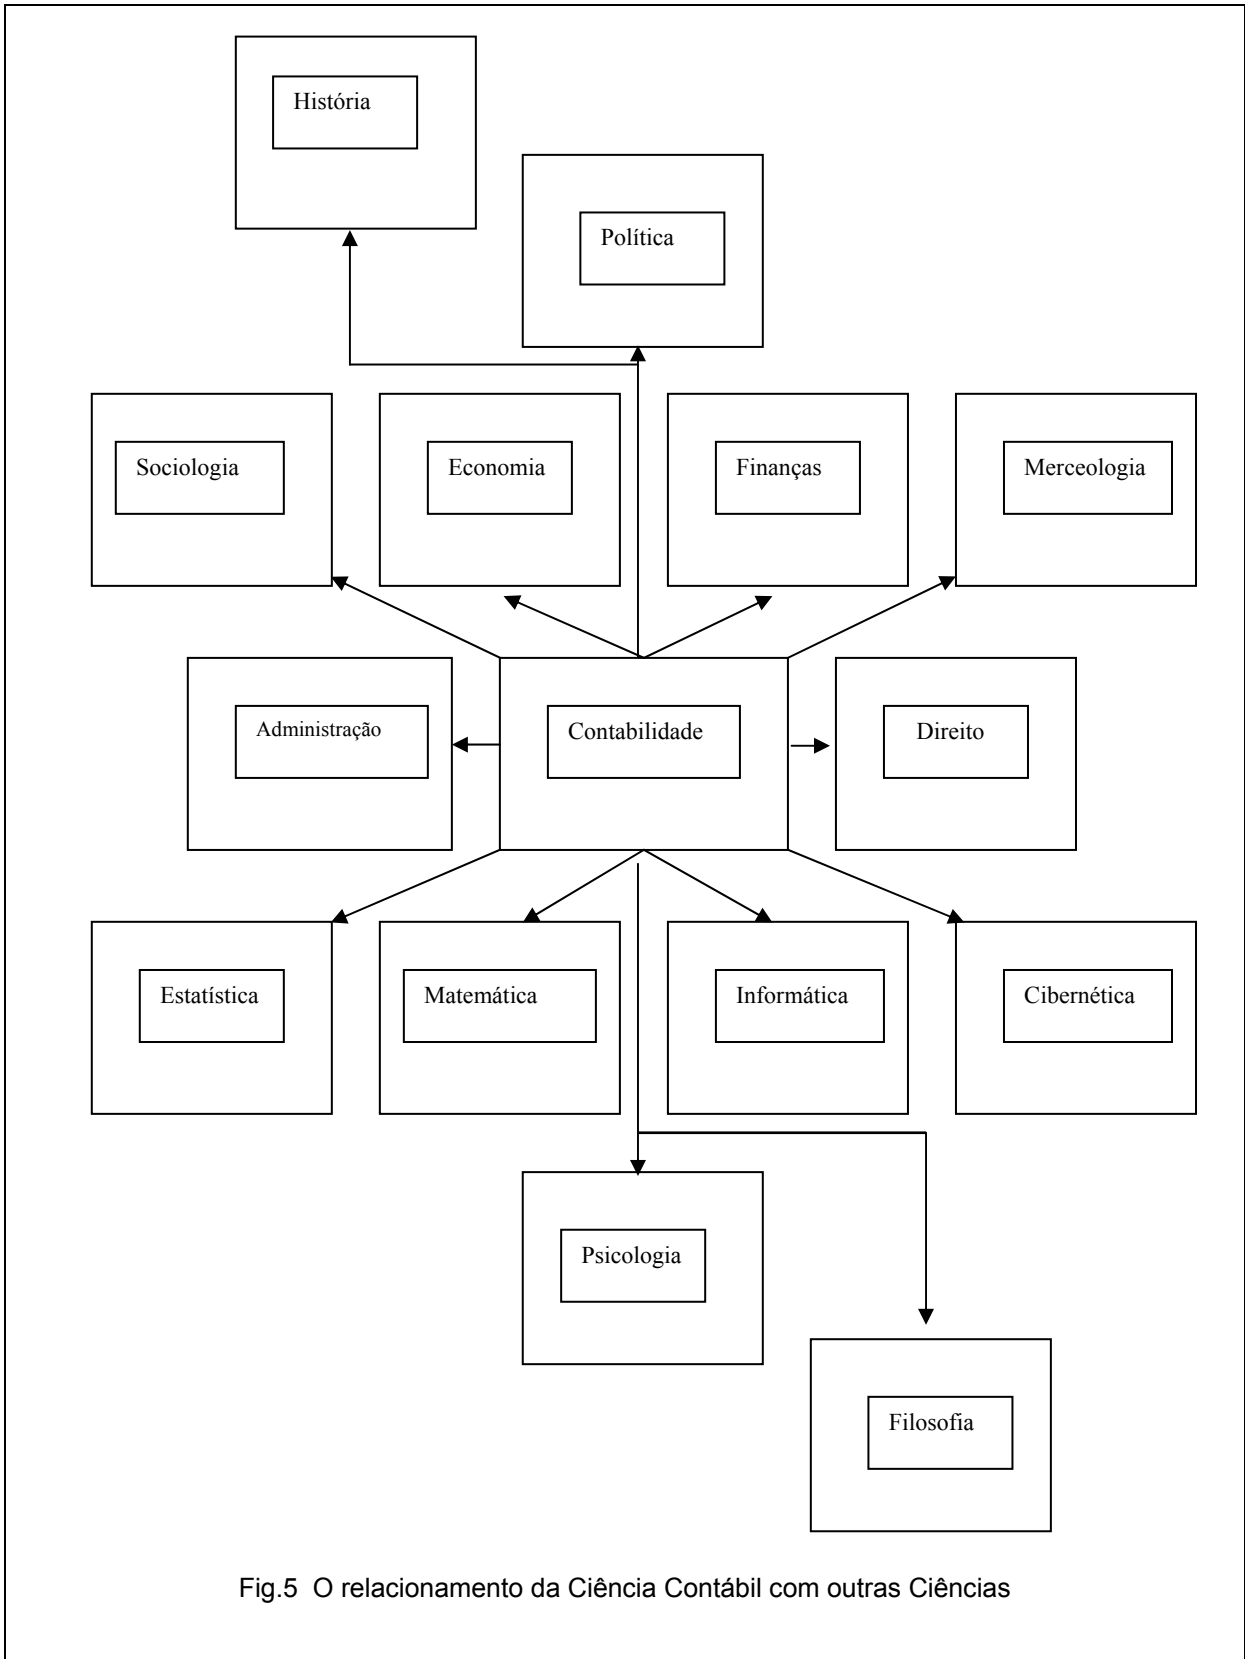 História
Política
Sociologia
Economia
Finanças
Merceologia
Administração
Contabilidade
Direito
Estatística
Matemática
Informática
Cibernética
Psicologia
Filosofia
Fig.5 O relacionamento da Ciência Contábil com outras Ciências